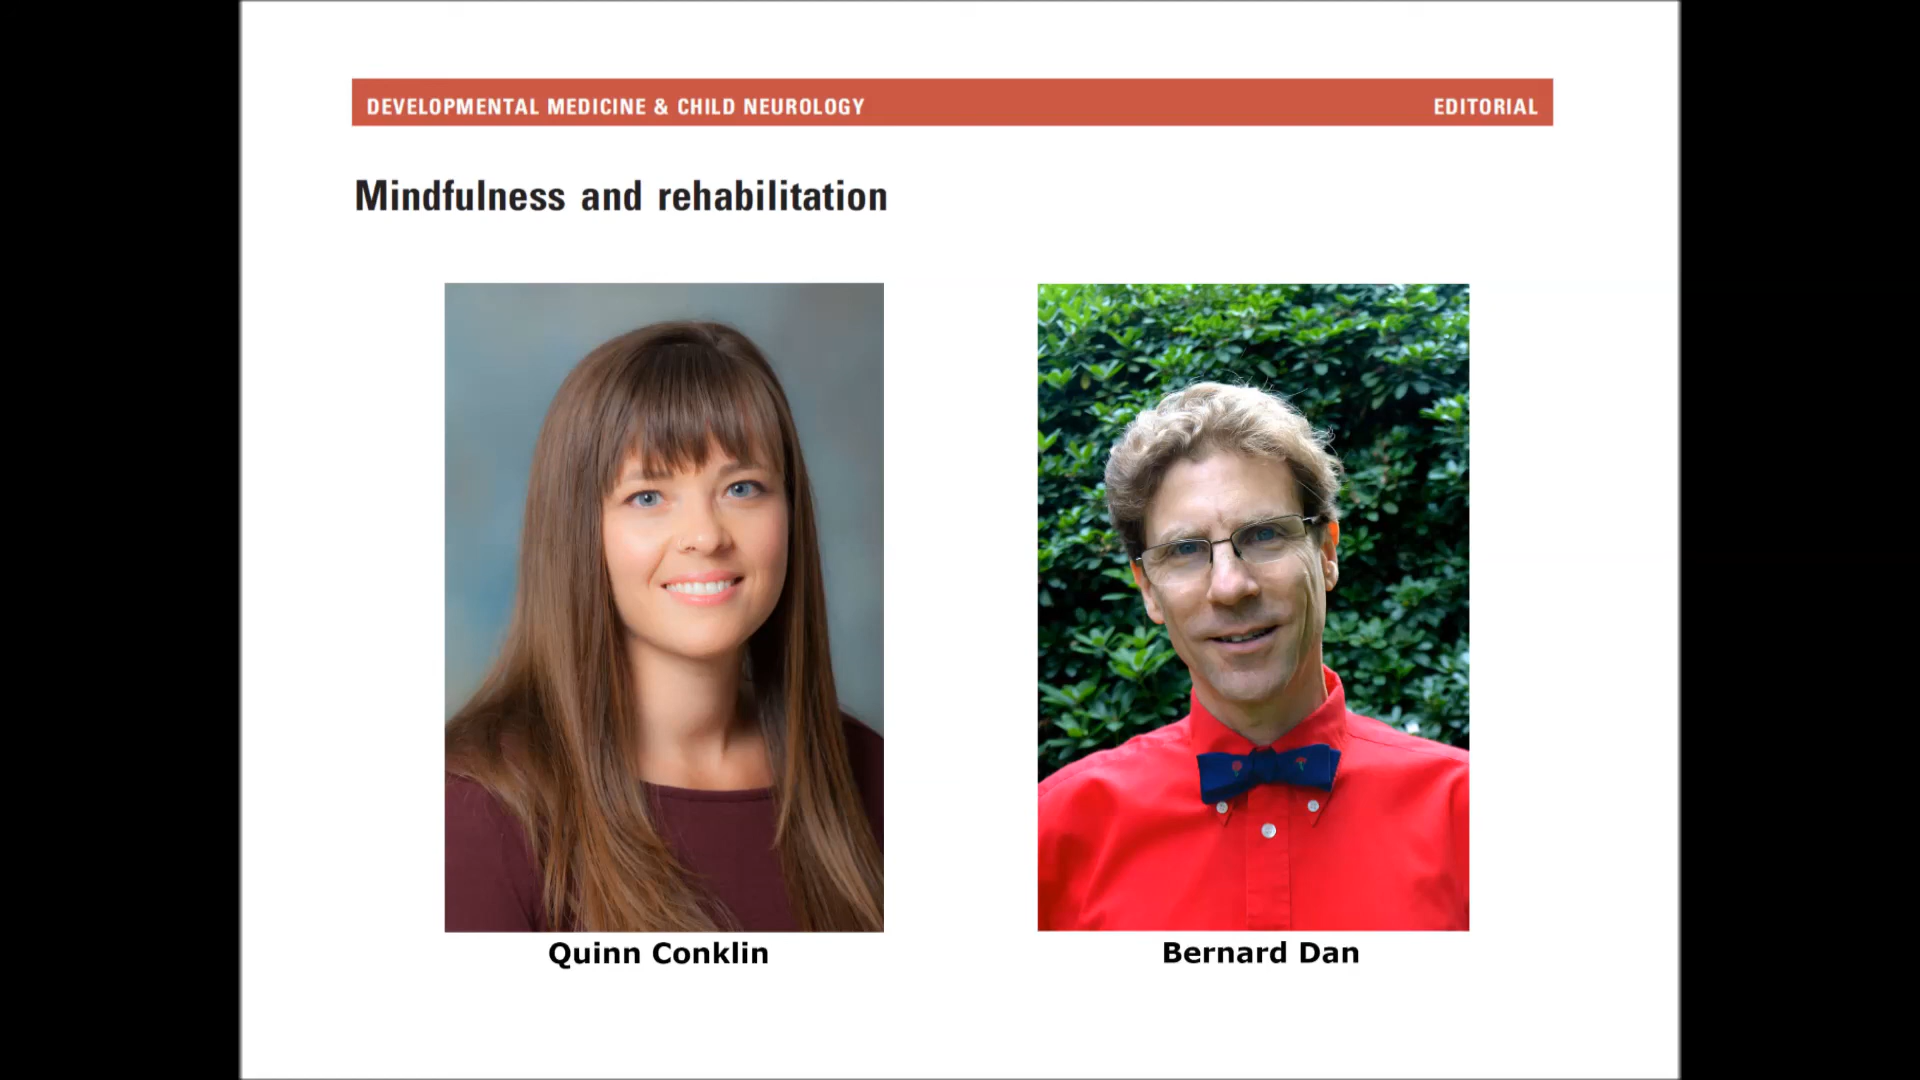 DEVELOPMENTAL MEDICINE & CHILD NEUROLOGY EDITORIAL
Mindfulness and rehabilitation
Quinn Conklin Bernard Dan